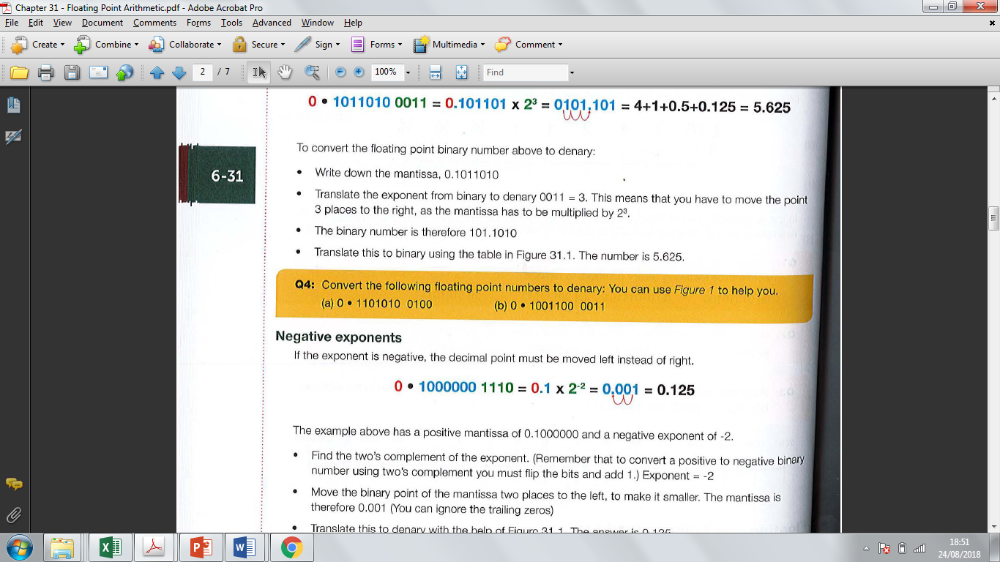 Chapter 31 - Floating Point Arithmetic.pdf - Adobe Acrobat Pro
File Edit View Document Comments Forms Tools Advanced Window Help
Create Combine Collaborate Secure Sign Forms Multimedia Comment
2 / 7 100% Find
0 • 1011010 0011 = 0.101101 x 2³ = 0101.101 = 4+1+0.5+0.125 = 5.625
To convert the floating point binary number above to denary:
6-31
• Write down the mantissa, 0.1011010
• Translate the exponent from binary to denary 0011 = 3. This means that you have to move the point
3 places to the right, as the mantissa has to be multiplied by 2³.
• The binary number is therefore 101.1010
• Translate this to binary using the table in Figure 31.1. The number is 5.625.
Q4: Convert the following floating point numbers to denary: You can use Figure 1 to help you.
(a) 0 • 1101010 0100 (b) 0 • 1001100 0011
Negative exponents
If the exponent is negative, the decimal point must be moved left instead of right.
0 • 1000000 1110 = 0.1 x 2⁻² = 0.001 = 0.125
The example above has a positive mantissa of 0.1000000 and a negative exponent of -2.
• Find the two's complement of the exponent. (Remember that to convert a positive to negative binary
number using two's complement you must flip the bits and add 1.) Exponent = -2
• Move the binary point of the mantissa two places to the left, to make it smaller. The mantissa is
therefore 0.001 (You can ignore the trailing zeros)
• Translate this to denary with the help of Figure 31.1. The answer is 0.125
18:51
24/08/2018